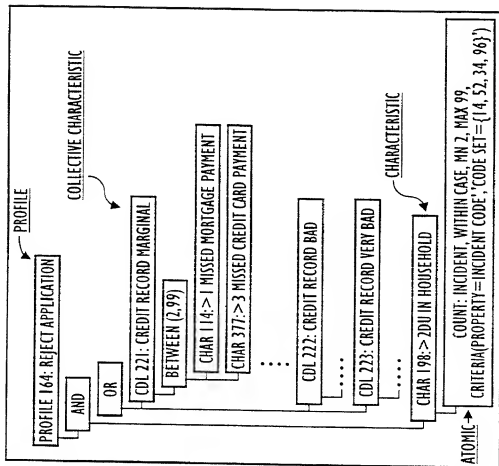 PROFILE
PROFILE 164: REJECT APPLICATION
AND
OR
COLLECTIVE CHARACTERISTIC
CDL 221: CREDIT RECORD MARGINAL
BETWEEN (2,99)
CHAR 114:> 1 MISSED MORTGAGE PAYMENT
CHAR 377:> 3 MISSED CREDIT CARD PAYMENT
CDL 222: CREDIT RECORD BAD
CDL 223: CREDIT RECORD VERY BAD
CHARACTERISTIC
CHAR 198:> 2DU IN HOUSEHOLD
COUNT: INCIDENT, WITHIN CASE, MN 2, MAX 99,
CRITERIA(PROPERTY=INCIDENT CODE','CODE SET={14, 52, 34, 96}')
ATOMIC